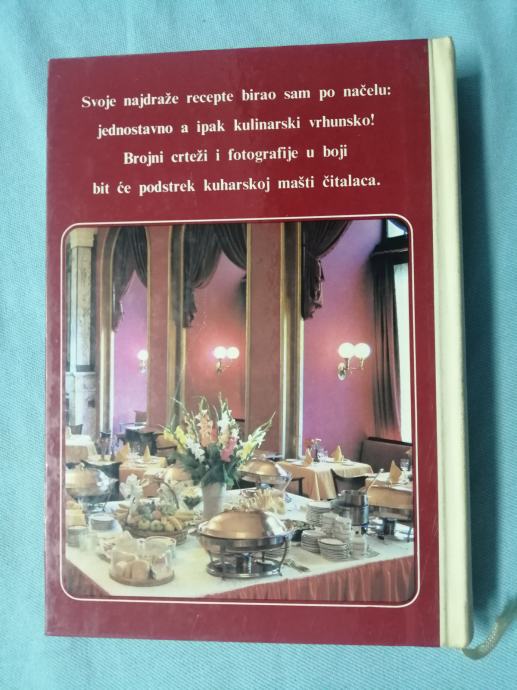 Svoje najdraže recepte birao sam po načelu:
jednostavno a ipak kulinarski vrhunsko!
Brojni crteži i fotografije u boji
bit će podstrek kuharskoj mašti čitalaca.